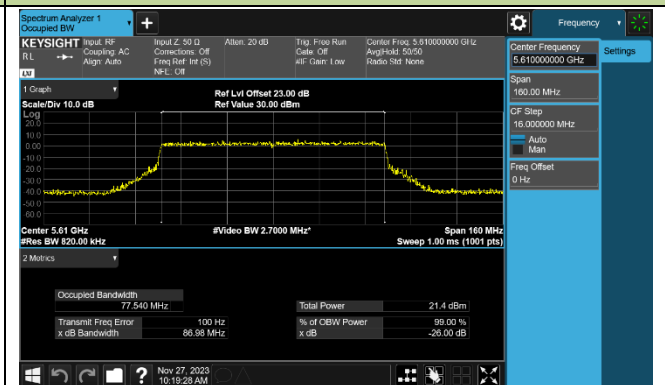 Spectrum Analyzer 1
Occupied BW
+
Frequency
KEYSIGHT
RL
LXI
Input: RF
Coupling: AC
Align: Auto
Input Z: 50 Ω
Corrections: Off
Freq Ref: Int (S)
NFE: Off
Atten: 20 dB
Trig: Free Run
Gate: Off
#IF Gain: Low
Center Freq: 5.610000000 GHz
Avg|Hold: 50/50
Radio Std: None
Center Frequency
5.610000000 GHz
Settings
Span
160.00 MHz
CF Step
16.000000 MHz
Auto
Man
Freq Offset
0 Hz
1 Graph
Scale/Div 10.0 dB
Ref Lvl Offset 23.00 dB
Ref Value 30.00 dBm
Log
20.0
10.0
0.00
-10.0
-20.0
-30.0
-40.0
-50.0
-60.0
Center 5.61 GHz
#Res BW 820.00 kHz
#Video BW 2.7000 MHz*
Span 160 MHz
Sweep 1.00 ms (1001 pts)
2 Metrics
Occupied Bandwidth
77.540 MHz
Total Power 21.4 dBm
Transmit Freq Error 100 Hz
% of OBW Power 99.00 %
x dB Bandwidth 86.98 MHz
x dB -26.00 dB
?
Nov 27, 2023
10:19:28 AM